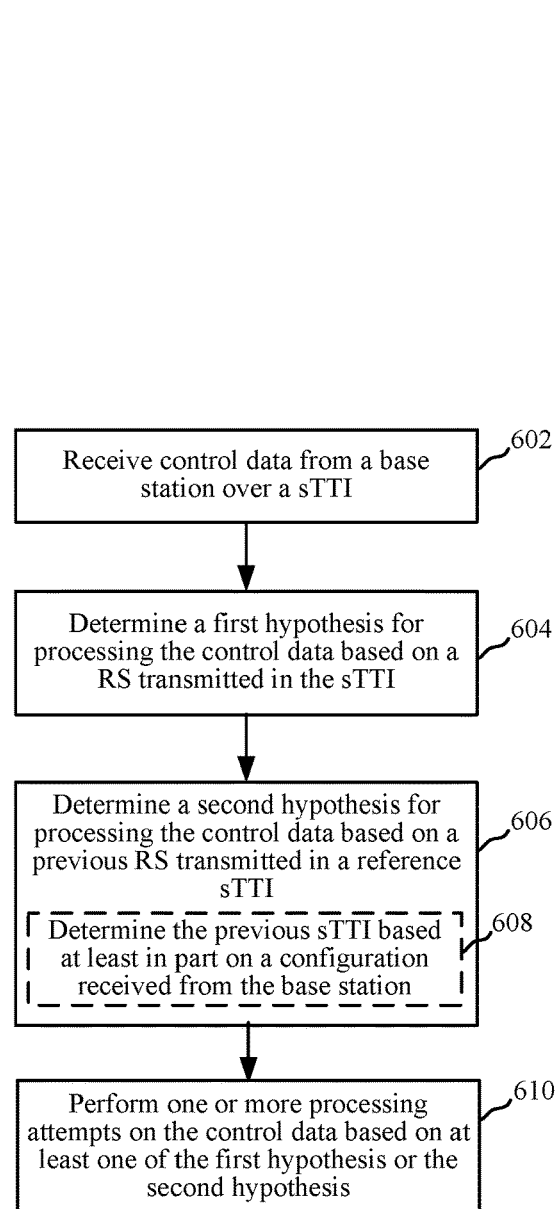 Receive control data from a base
station over a sTTI
602
Determine a first hypothesis for
processing the control data based on a
RS transmitted in the sTTI
604
Determine a second hypothesis for
processing the control data based on a
previous RS transmitted in a reference
sTTI
606
Determine the previous sTTI based
at least in part on a configuration
received from the base station
608
Perform one or more processing
attempts on the control data based on at
least one of the first hypothesis or the
second hypothesis
610